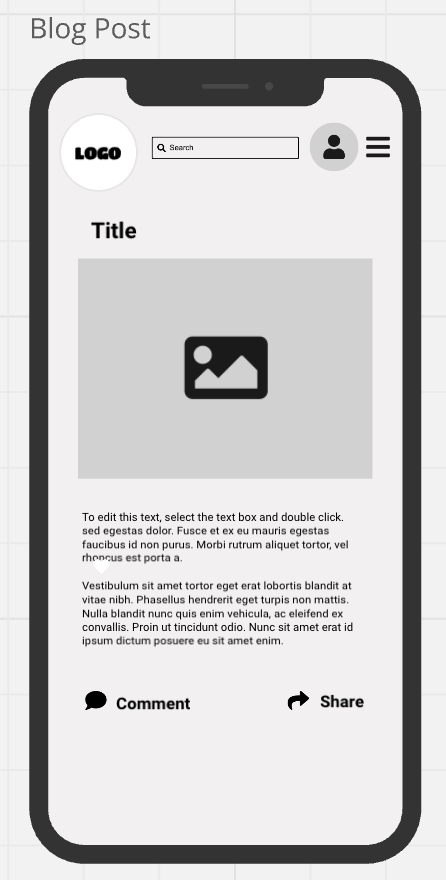 Blog Post
LOGO
Search
Title
To edit this text, select the text box and double click.
sed egestas dolor. Fusce et ex eu mauris egestas
faucibus id non purus. Morbi rutrum aliquet tortor, vel
rhoncus est porta a.
Vestibulum sit amet tortor eget erat lobortis blandit at
vitae nibh. Phasellus hendrerit eget turpis non mattis.
Nulla blandit nunc quis enim vehicula, ac eleifend ex
convallis. Proin ut tincidunt odio. Nunc sit amet erat id
ipsum dictum posuere eu sit amet enim.
Comment
Share